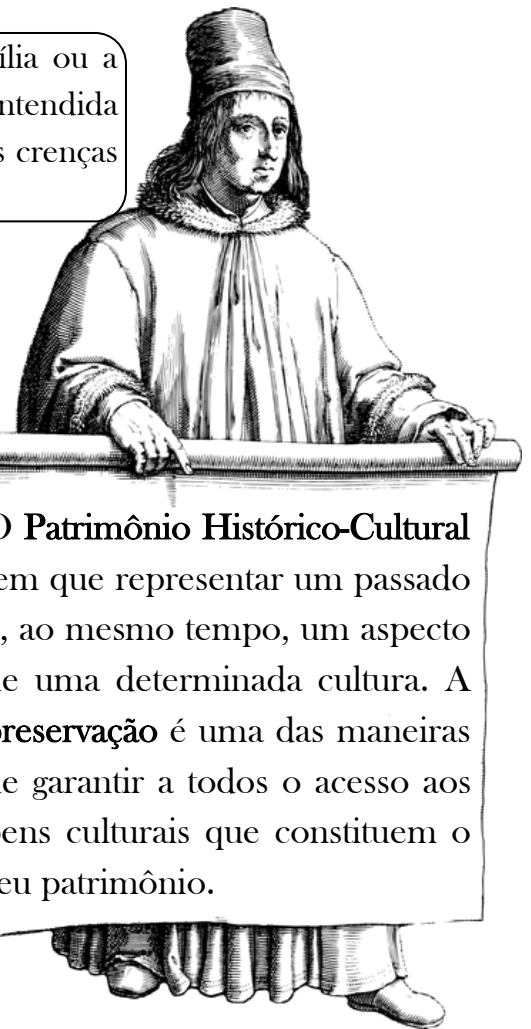 ília ou a
ntendida
s crenças
O Patrimônio Histórico-Cultural
em que representar um passado
, ao mesmo tempo, um aspecto
e uma determinada cultura. A
preservação é uma das maneiras
e garantir a todos o acesso aos
bens culturais que constituem o
eu patrimônio.